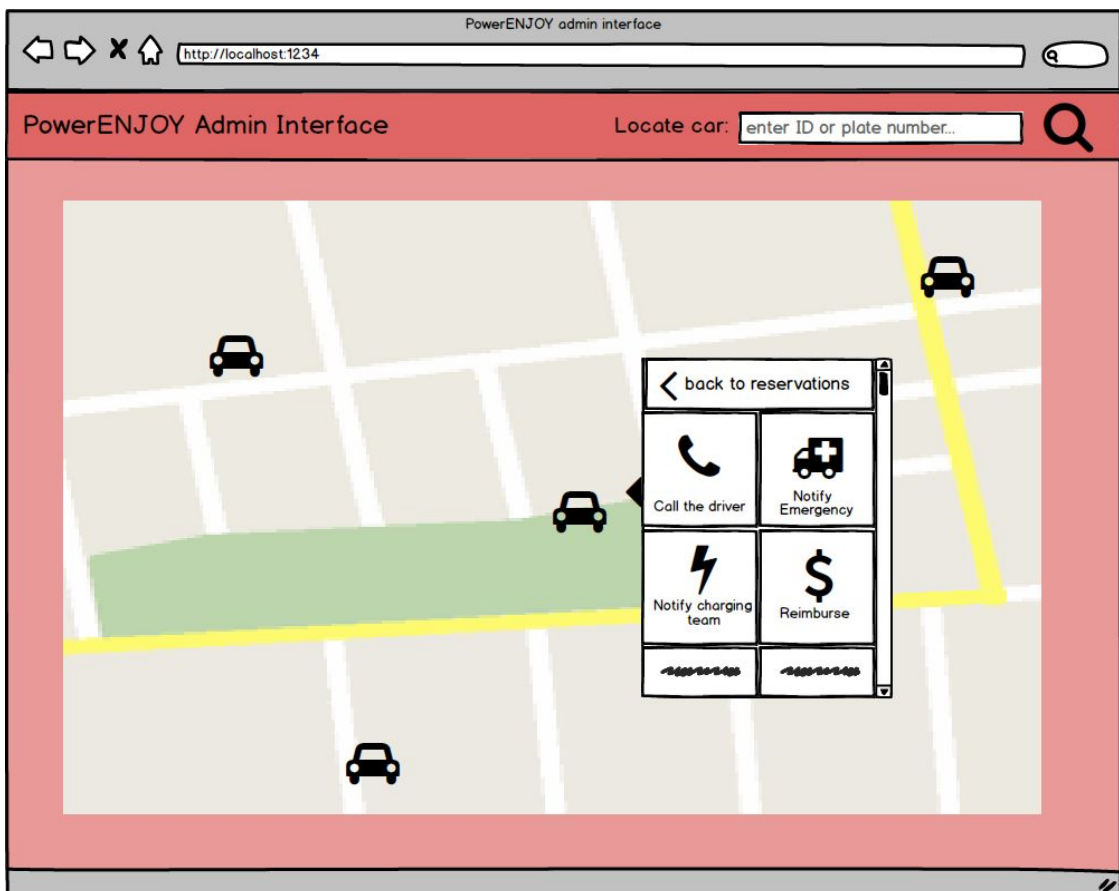 PowerENJOY admin interface
http://localhost:1234
PowerENJOY Admin Interface
Locate car:
enter ID or plate number...
back to reservations
Call the driver
Notify
Emergency
Notify charging
team
Reimburse